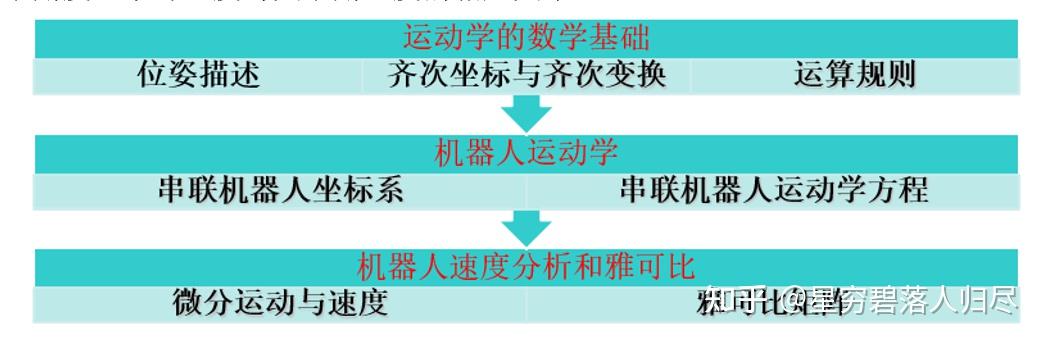 运动学的数学基础
位姿描述 齐次坐标与齐次变换 运算规则
机器人运动学
串联机器人坐标系 串联机器人运动学方程
机器人速度分析和雅可比
微分运动与速度 雅可比矩阵
知乎 @星穷碧落人归尽